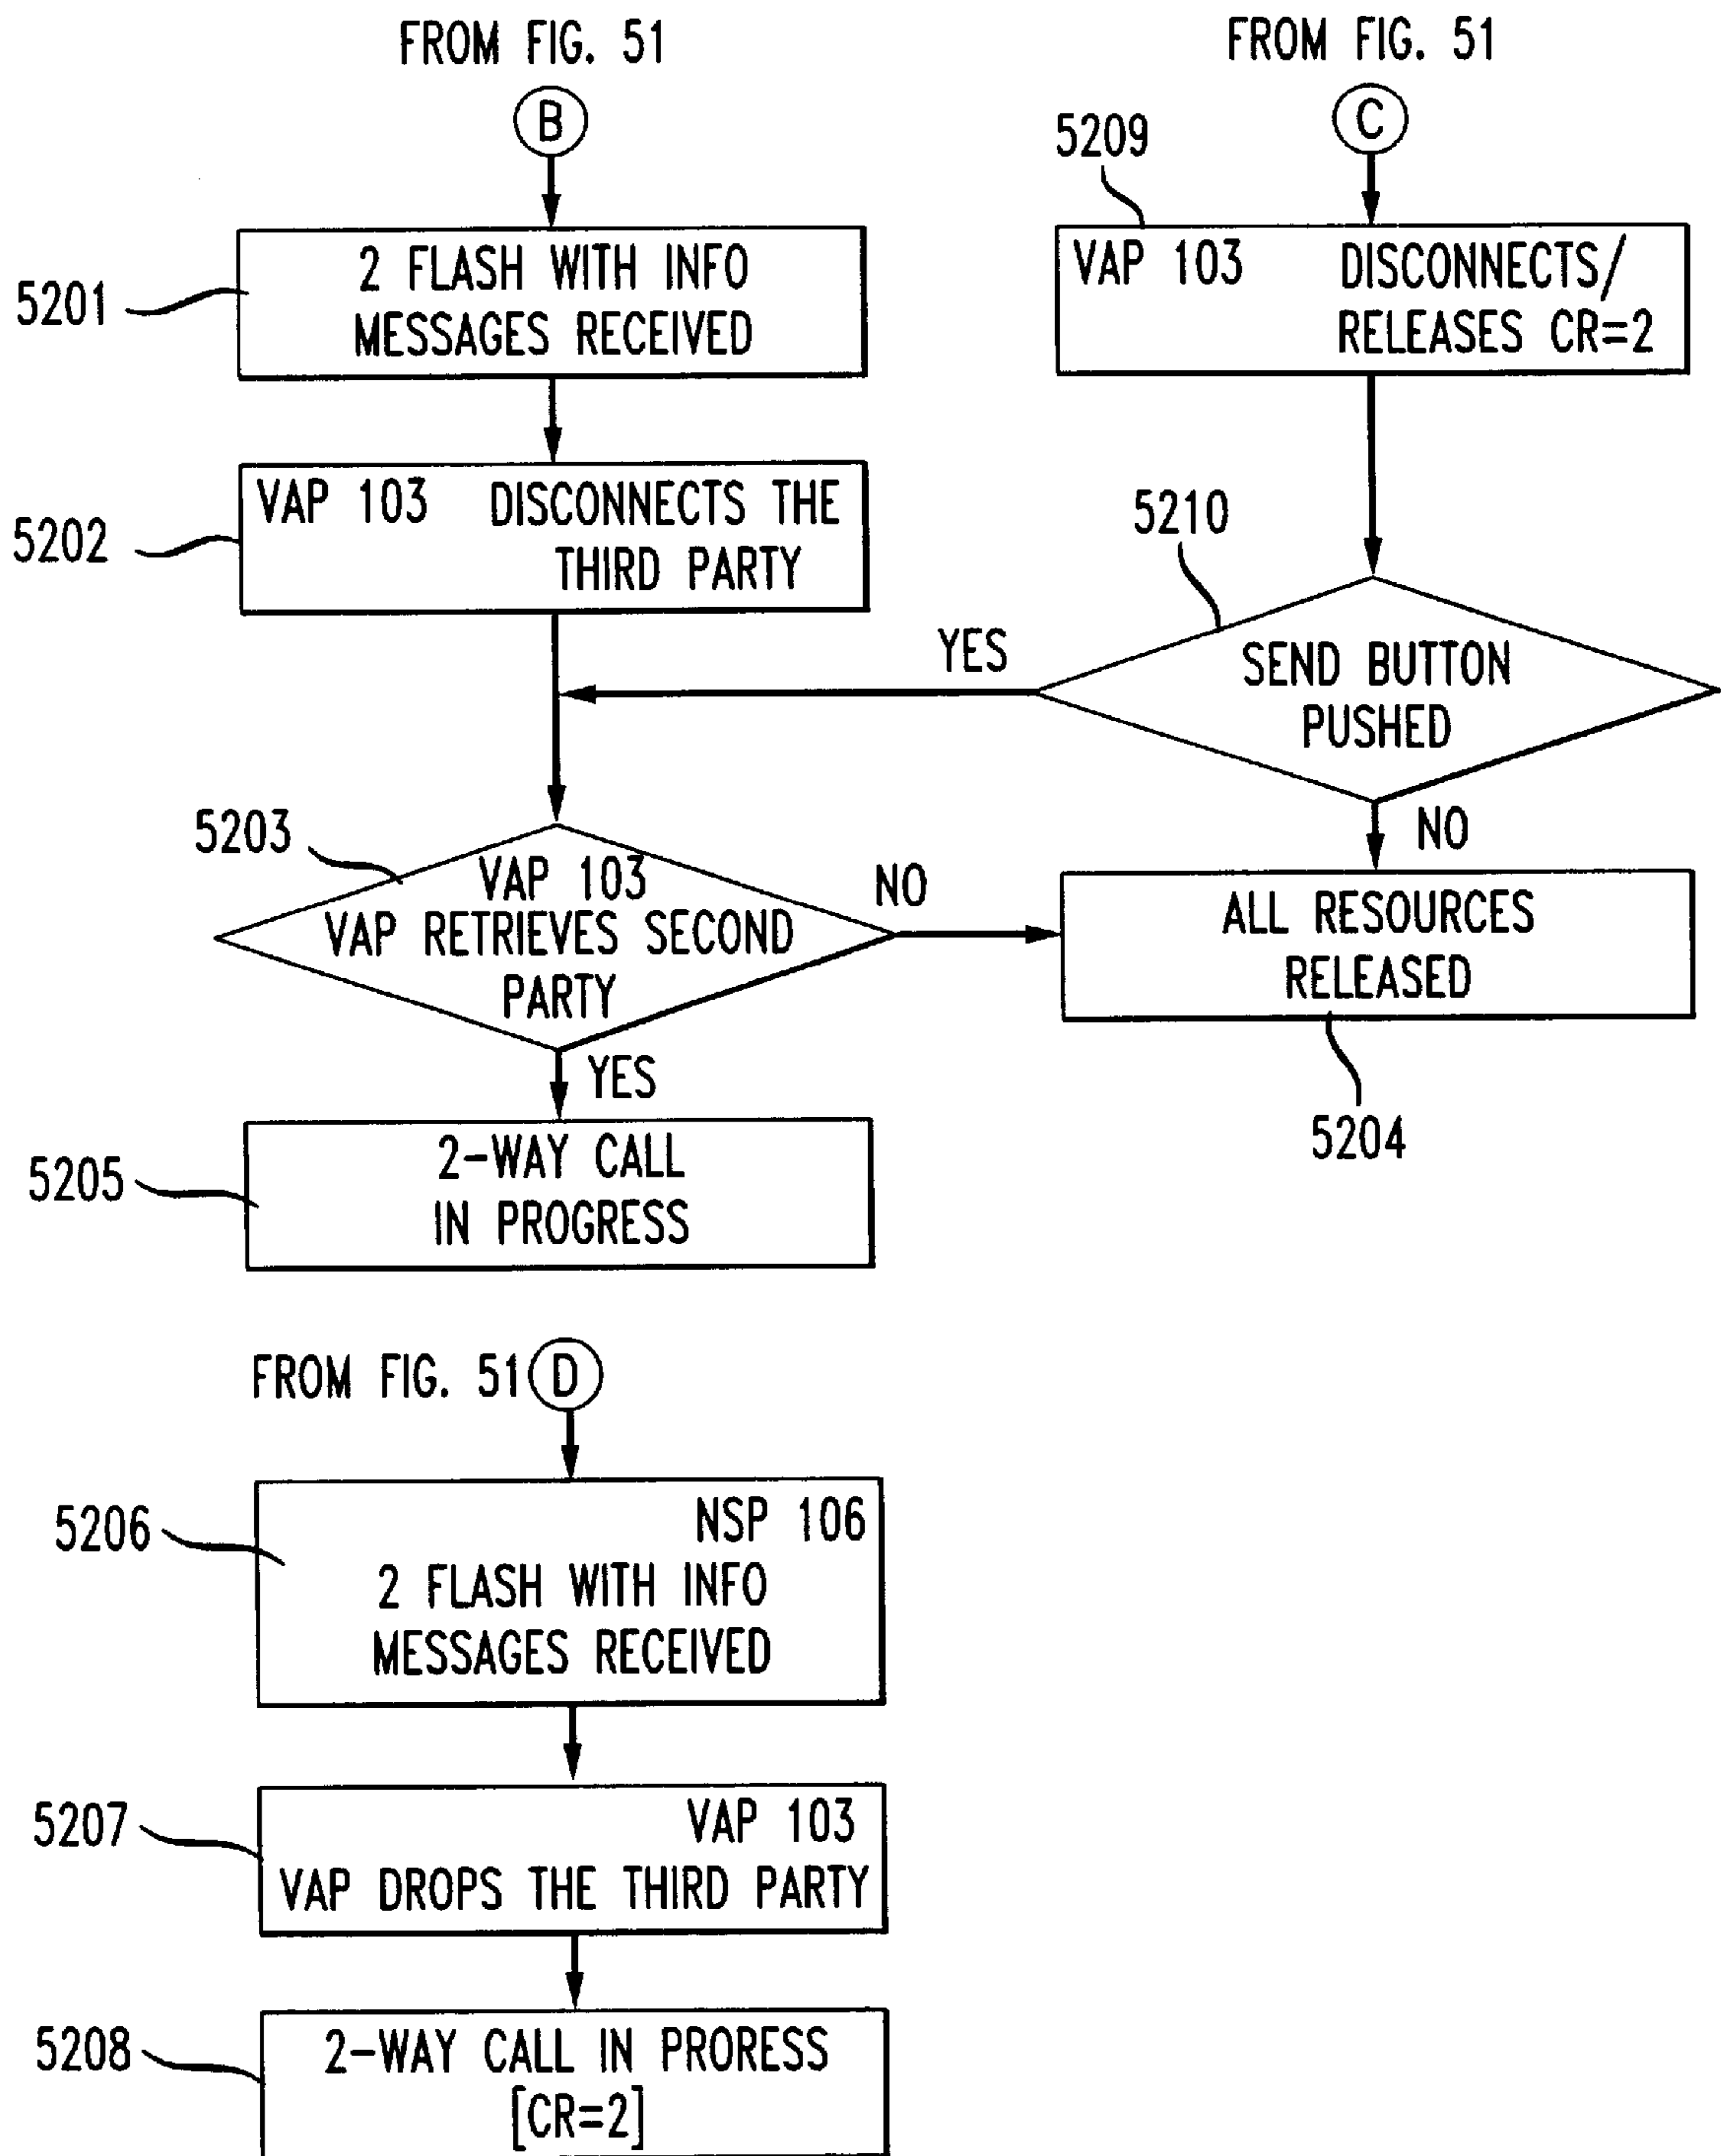 FROM FIG. 51
B
5201
2 FLASH WITH INFO
MESSAGES RECEIVED
5202
VAP 103 DISCONNECTS THE
THIRD PARTY
5203
VAP 103
VAP RETRIEVES SECOND
PARTY
NO
YES
5205
2-WAY CALL
IN PROGRESS
FROM FIG. 51
C
5209
VAP 103 DISCONNECTS/
RELEASES CR=2
5210
SEND BUTTON
PUSHED
YES
NO
ALL RESOURCES
RELEASED
5204
FROM FIG. 51 D
5206
NSP 106
2 FLASH WITH INFO
MESSAGES RECEIVED
5207
VAP 103
VAP DROPS THE THIRD PARTY
5208
2-WAY CALL IN PRORESS
[CR=2]